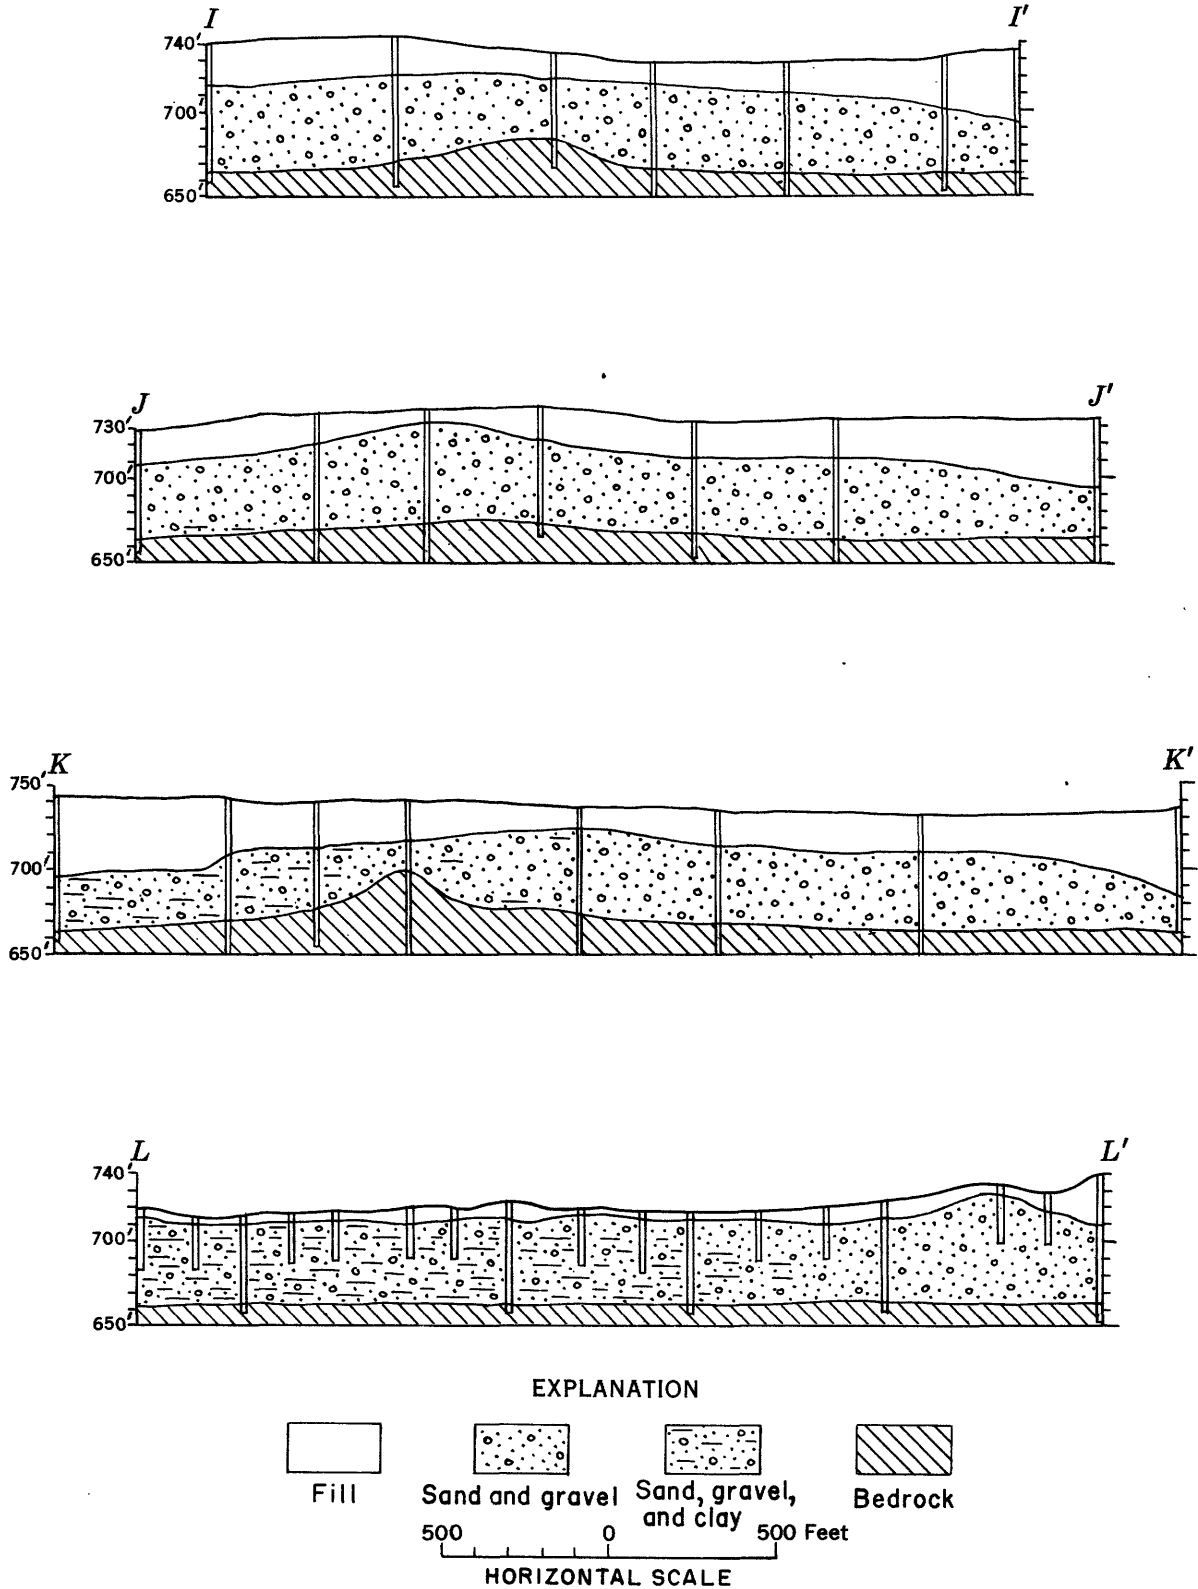 I I'
740'
700'
650'
J J'
730'
700'
650'
K K'
750'
700'
650'
L L'
740'
700'
650'
EXPLANATION
Fill Sand and gravel Sand, gravel, and clay Bedrock
500 0 500 Feet
HORIZONTAL SCALE